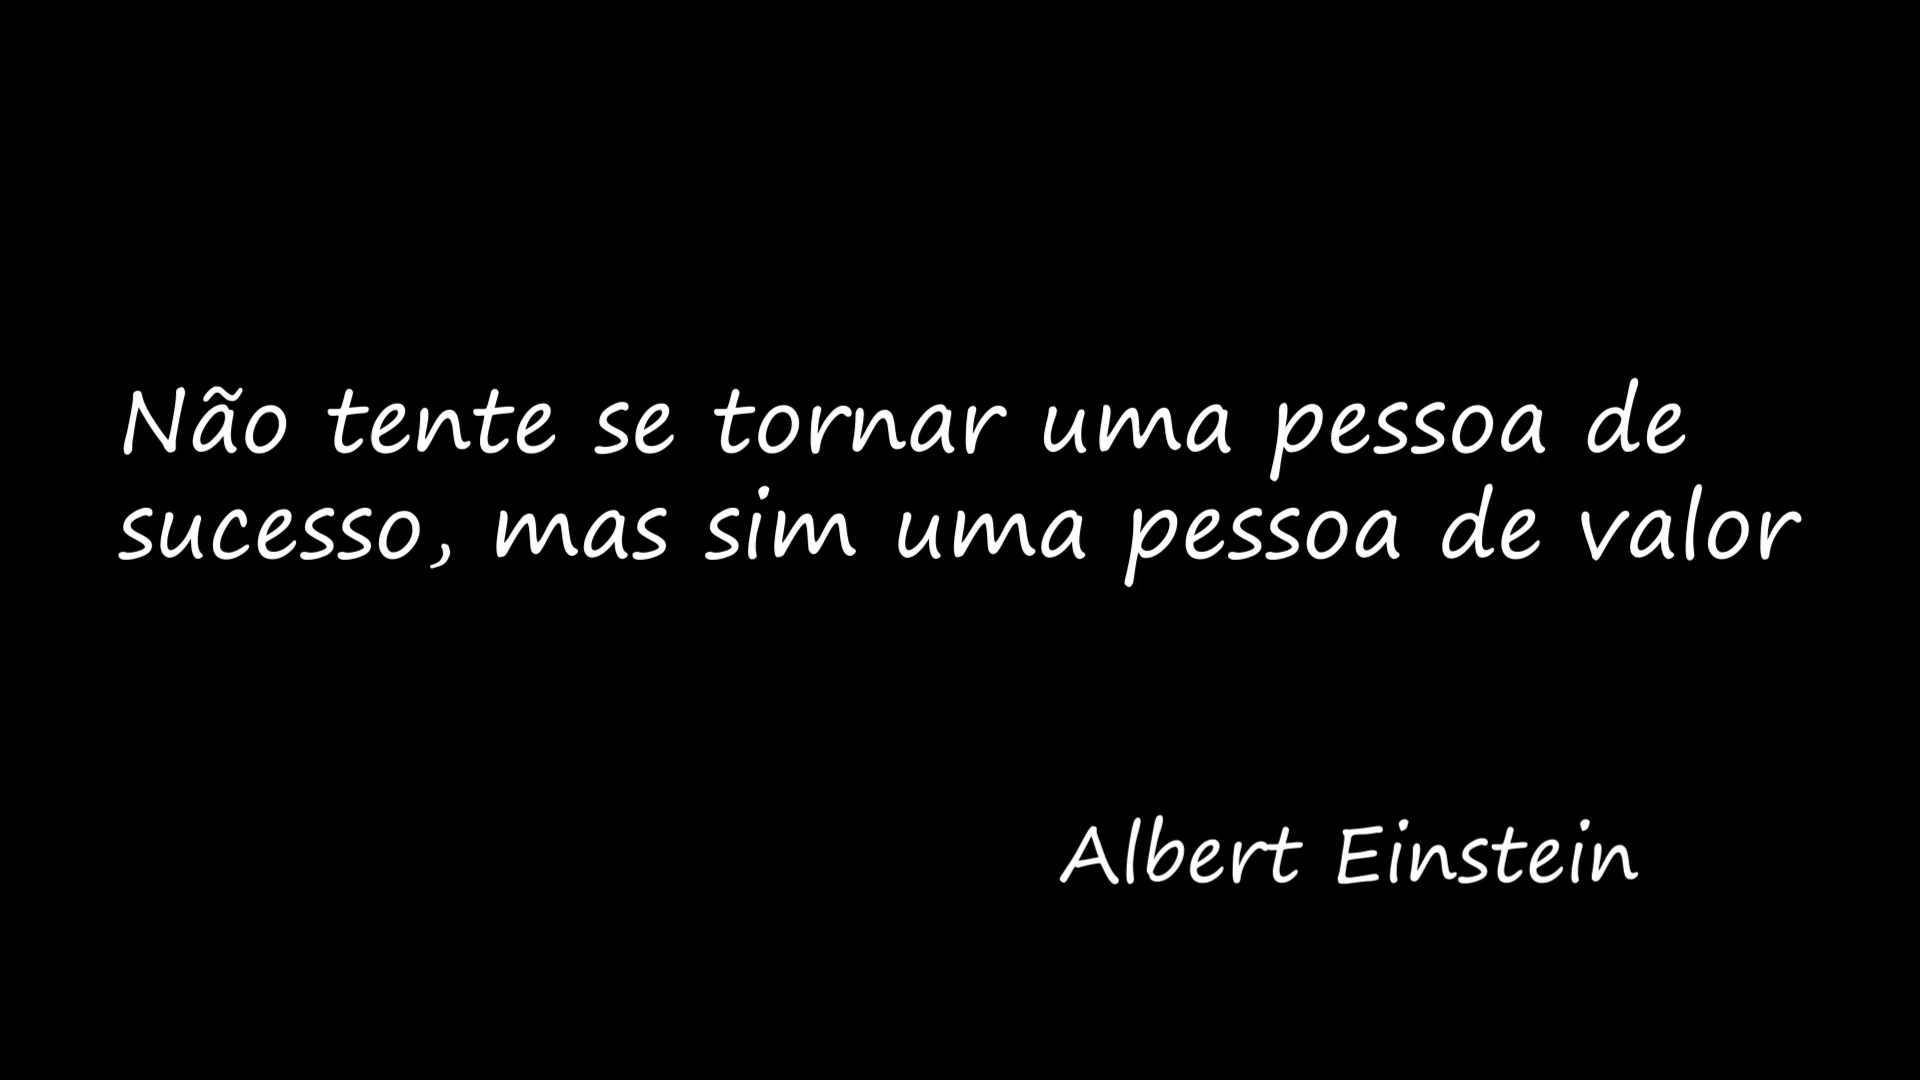 Não tente se tornar uma pessoa de
sucesso, mas sim uma pessoa de valor
Albert Einstein